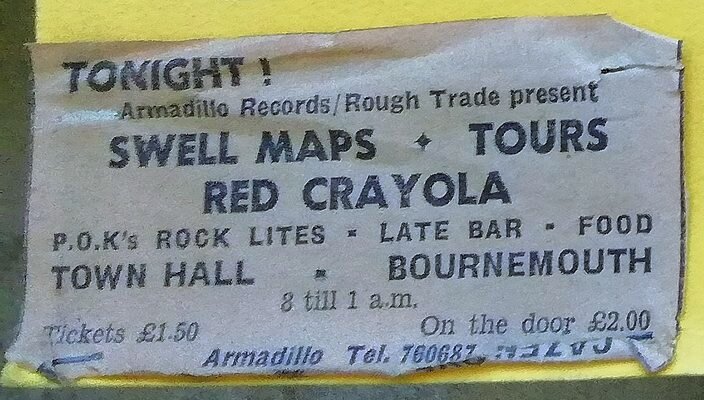 TONIGHT !
Armadillo Records/Rough Trade present
SWELL MAPS ✦ TOURS
RED CRAYOLA
P.O.K's ROCK LITES - LATE BAR - FOOD
TOWN HALL - BOURNEMOUTH
8 till 1 a.m.
Tickets £1.50 On the door £2.00
Armadillo Tel. 760687